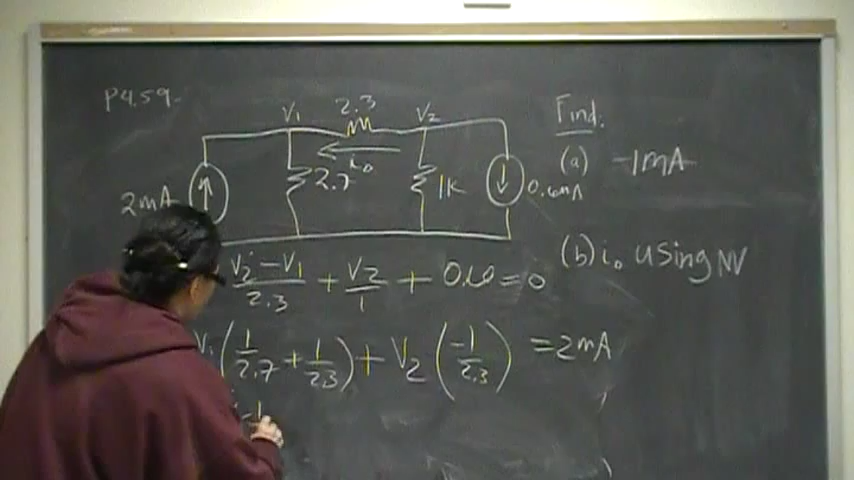 P4.59.
V1 2.3 V2
Find:
i0
2.7
1K
2mA
0.6mA
(a) -1mA
(b) i0 using NV
V2 - V1 / 2.3 + V2 / 1 + 0.6 = 0
V1 (1/2.7 + 1/2.3) + V2 (-1/2.3) = 2mA
-1